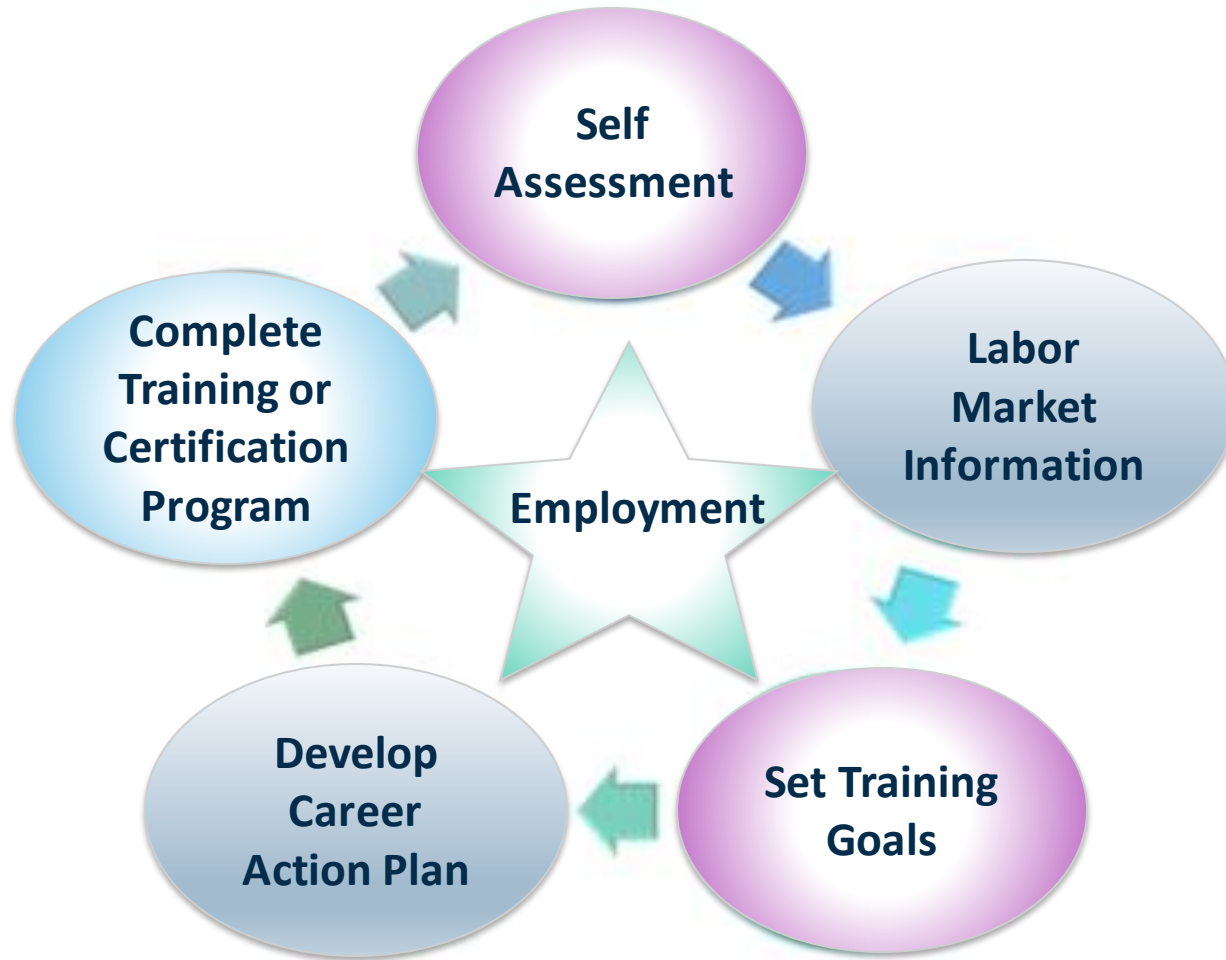 Self
Assessment
Labor
Market
Information
Set Training
Goals
Develop
Career
Action Plan
Complete
Training or
Certification
Program
Employment